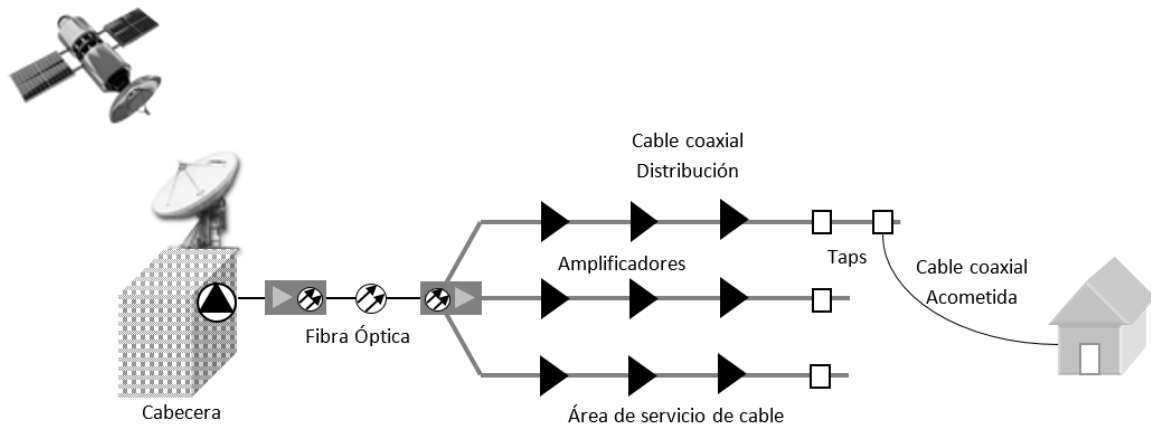 Cable coaxial
Distribución
Amplificadores
Taps
Cable coaxial
Acometida
Fibra Óptica
Cabecera
Área de servicio de cable